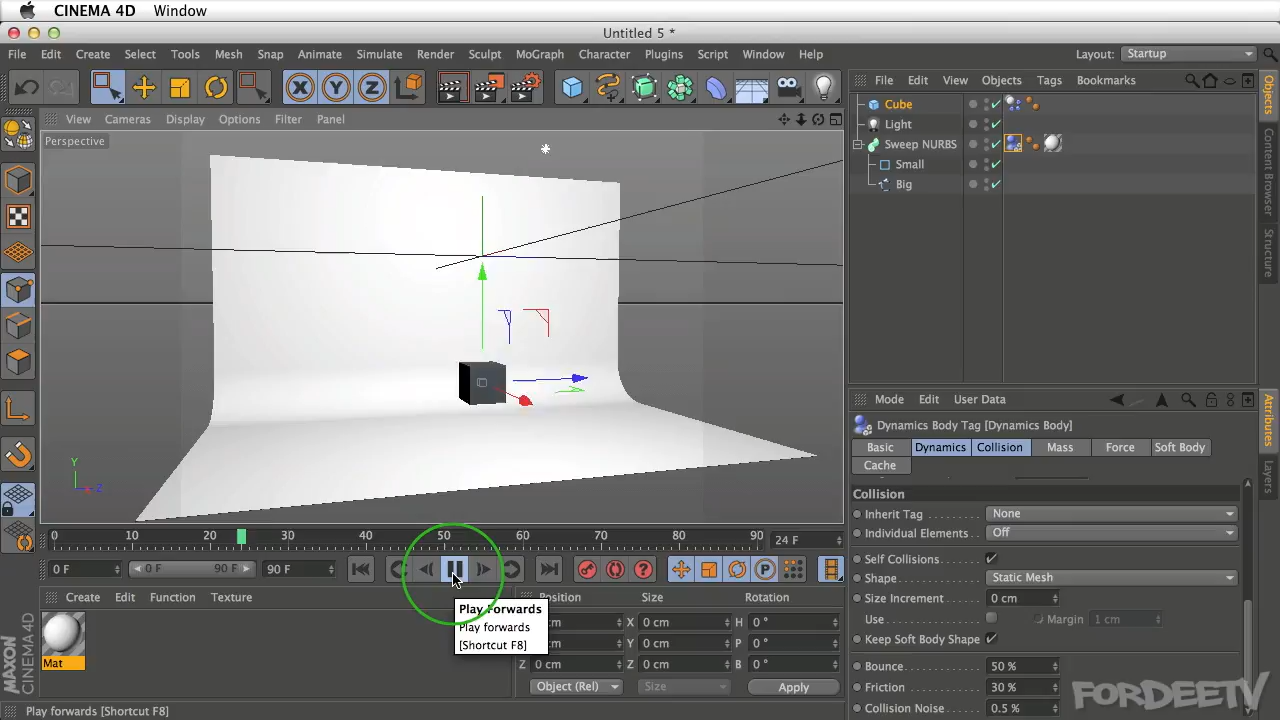 CINEMA 4D Window
Untitled 5 *
File Edit Create Select Tools Mesh Snap Animate Simulate Render Sculpt MoGraph Character Plugins Script Window Help Layout: Startup
X Y Z
File Edit View Objects Tags Bookmarks
View Cameras Display Options Filter Panel
Perspective
Cube
Light
Sweep NURBS
Small
Big
Objects
Content Browser
Structure
Mode Edit User Data
Dynamics Body Tag [Dynamics Body]
Basic Dynamics Collision Mass Force Soft Body
Cache
Attributes
Layers
Collision
Inherit Tag None
Individual Elements Off
Self Collisions
Shape Static Mesh
Size Increment 0 cm
Use Margin 1 cm
Keep Soft Body Shape
Bounce 50 %
Friction 30 %
Collision Noise 0.5 %
Y
Z
0 10 20 30 40 50 60 70 80 90 24 F
0 F 0 F 90 F 90 F
P
Create Edit Function Texture
Position Size Rotation
cm X 0 cm H 0 °
cm Y 0 cm P 0 °
Z 0 cm Z 0 cm B 0 °
Object (Rel) Size Apply
Play Forwards
Play forwards
[Shortcut F8]
Mat
MAXON
CINEMA 4D
Play forwards [Shortcut F8]
FORDEETV